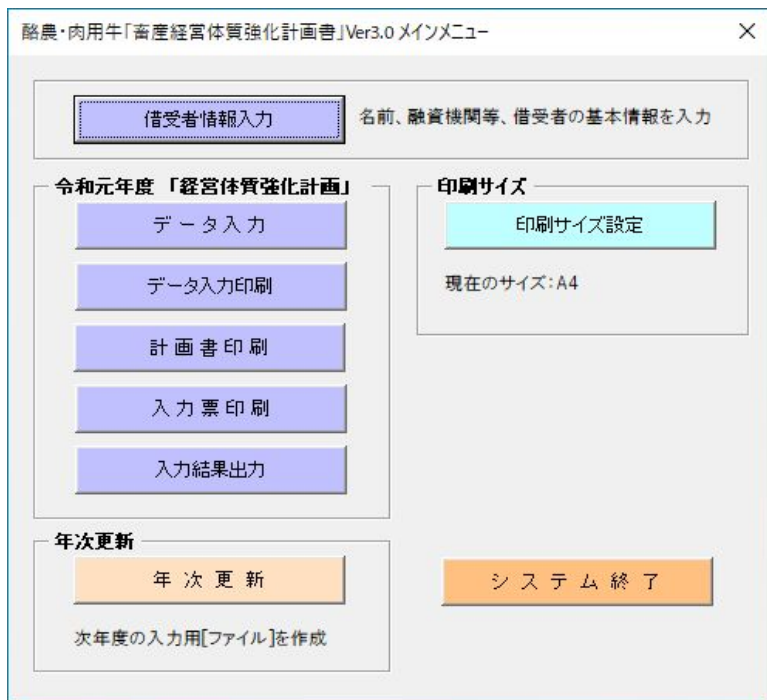 酪農・肉用牛「畜産経営体質強化計画書」Ver3.0 メインメニュー
借受者情報入力
名前、融資機関等、借受者の基本情報を入力
令和元年度 「経営体質強化計画」
データ入力
データ入力印刷
計画書印刷
入力票印刷
入力結果出力
印刷サイズ
印刷サイズ設定
現在のサイズ：A4
年次更新
年次更新
次年度の入力用[ファイル]を作成
システム終了